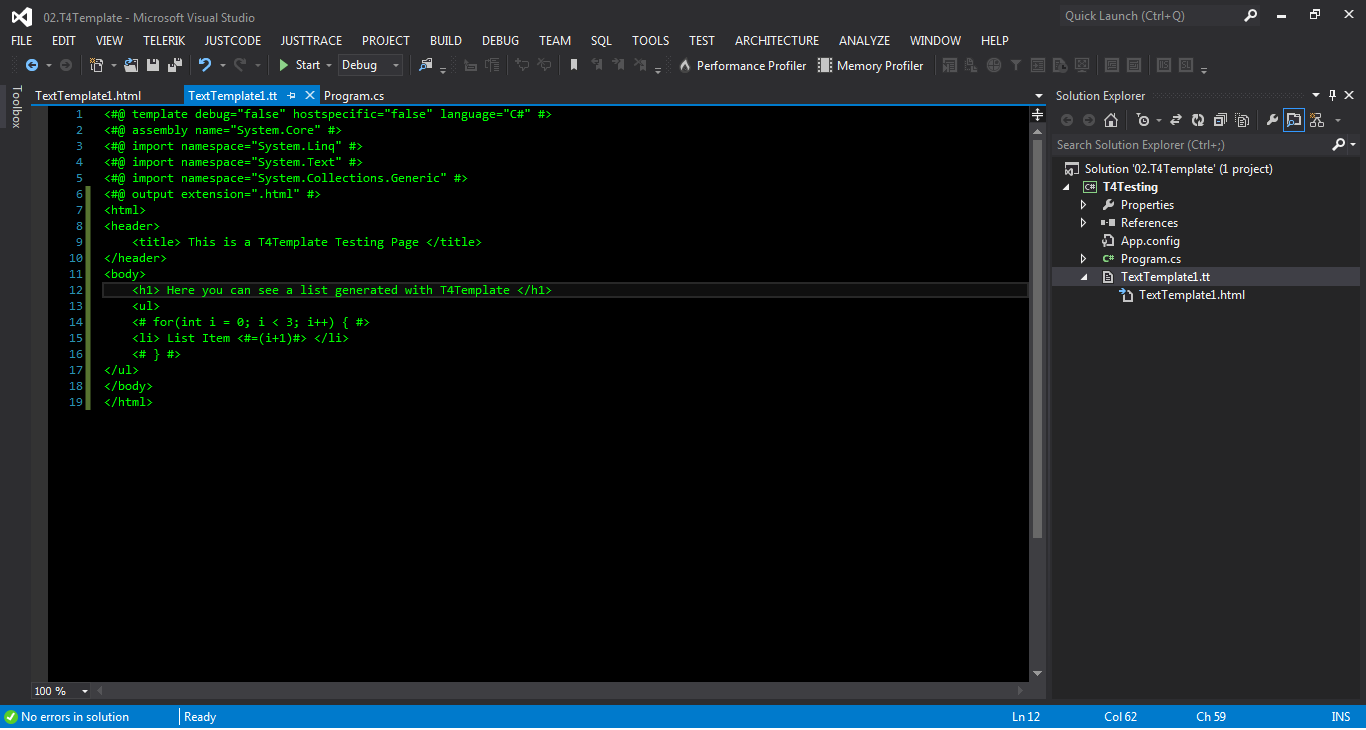 02.T4Template - Microsoft Visual Studio
Quick Launch (Ctrl+Q)
FILE EDIT VIEW TELERIK JUSTCODE JUSTTRACE PROJECT BUILD DEBUG TEAM SQL TOOLS TEST ARCHITECTURE ANALYZE WINDOW HELP
Start Debug Performance Profiler Memory Profiler
Toolbox
TextTemplate1.html TextTemplate1.tt Program.cs
1 <#@ template debug="false" hostspecific="false" language="C#" #>
2 <#@ assembly name="System.Core" #>
3 <#@ import namespace="System.Linq" #>
4 <#@ import namespace="System.Text" #>
5 <#@ import namespace="System.Collections.Generic" #>
6 <#@ output extension=".html" #>
7 <html>
8 <header>
9 <title> This is a T4Template Testing Page </title>
10 </header>
11 <body>
12 <h1> Here you can see a list generated with T4Template </h1>
13 <ul>
14 <# for(int i = 0; i < 3; i++) { #>
15 <li> List Item <#=(i+1)#> </li>
16 <# } #>
17 </ul>
18 </body>
19 </html>
100 %
Solution Explorer
Search Solution Explorer (Ctrl+;)
Solution '02.T4Template' (1 project)
C# T4Testing
Properties
References
App.config
C# Program.cs
TextTemplate1.tt
TextTemplate1.html
No errors in solution Ready Ln 12 Col 62 Ch 59 INS